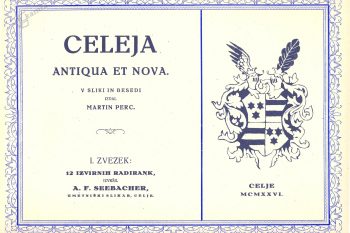 CELEJA
ANTIQUA ET NOVA.
V SLIKI IN BESEDI
IZDAL
MARTIN PERC.
I. ZVEZEK:
12 IZVIRNIH RADIRANK,
IZVRŠIL
A. F. SEEBACHER,
UMETNIŠKI SLIKAR, CELJE.
CELJE
MCMXXVI.